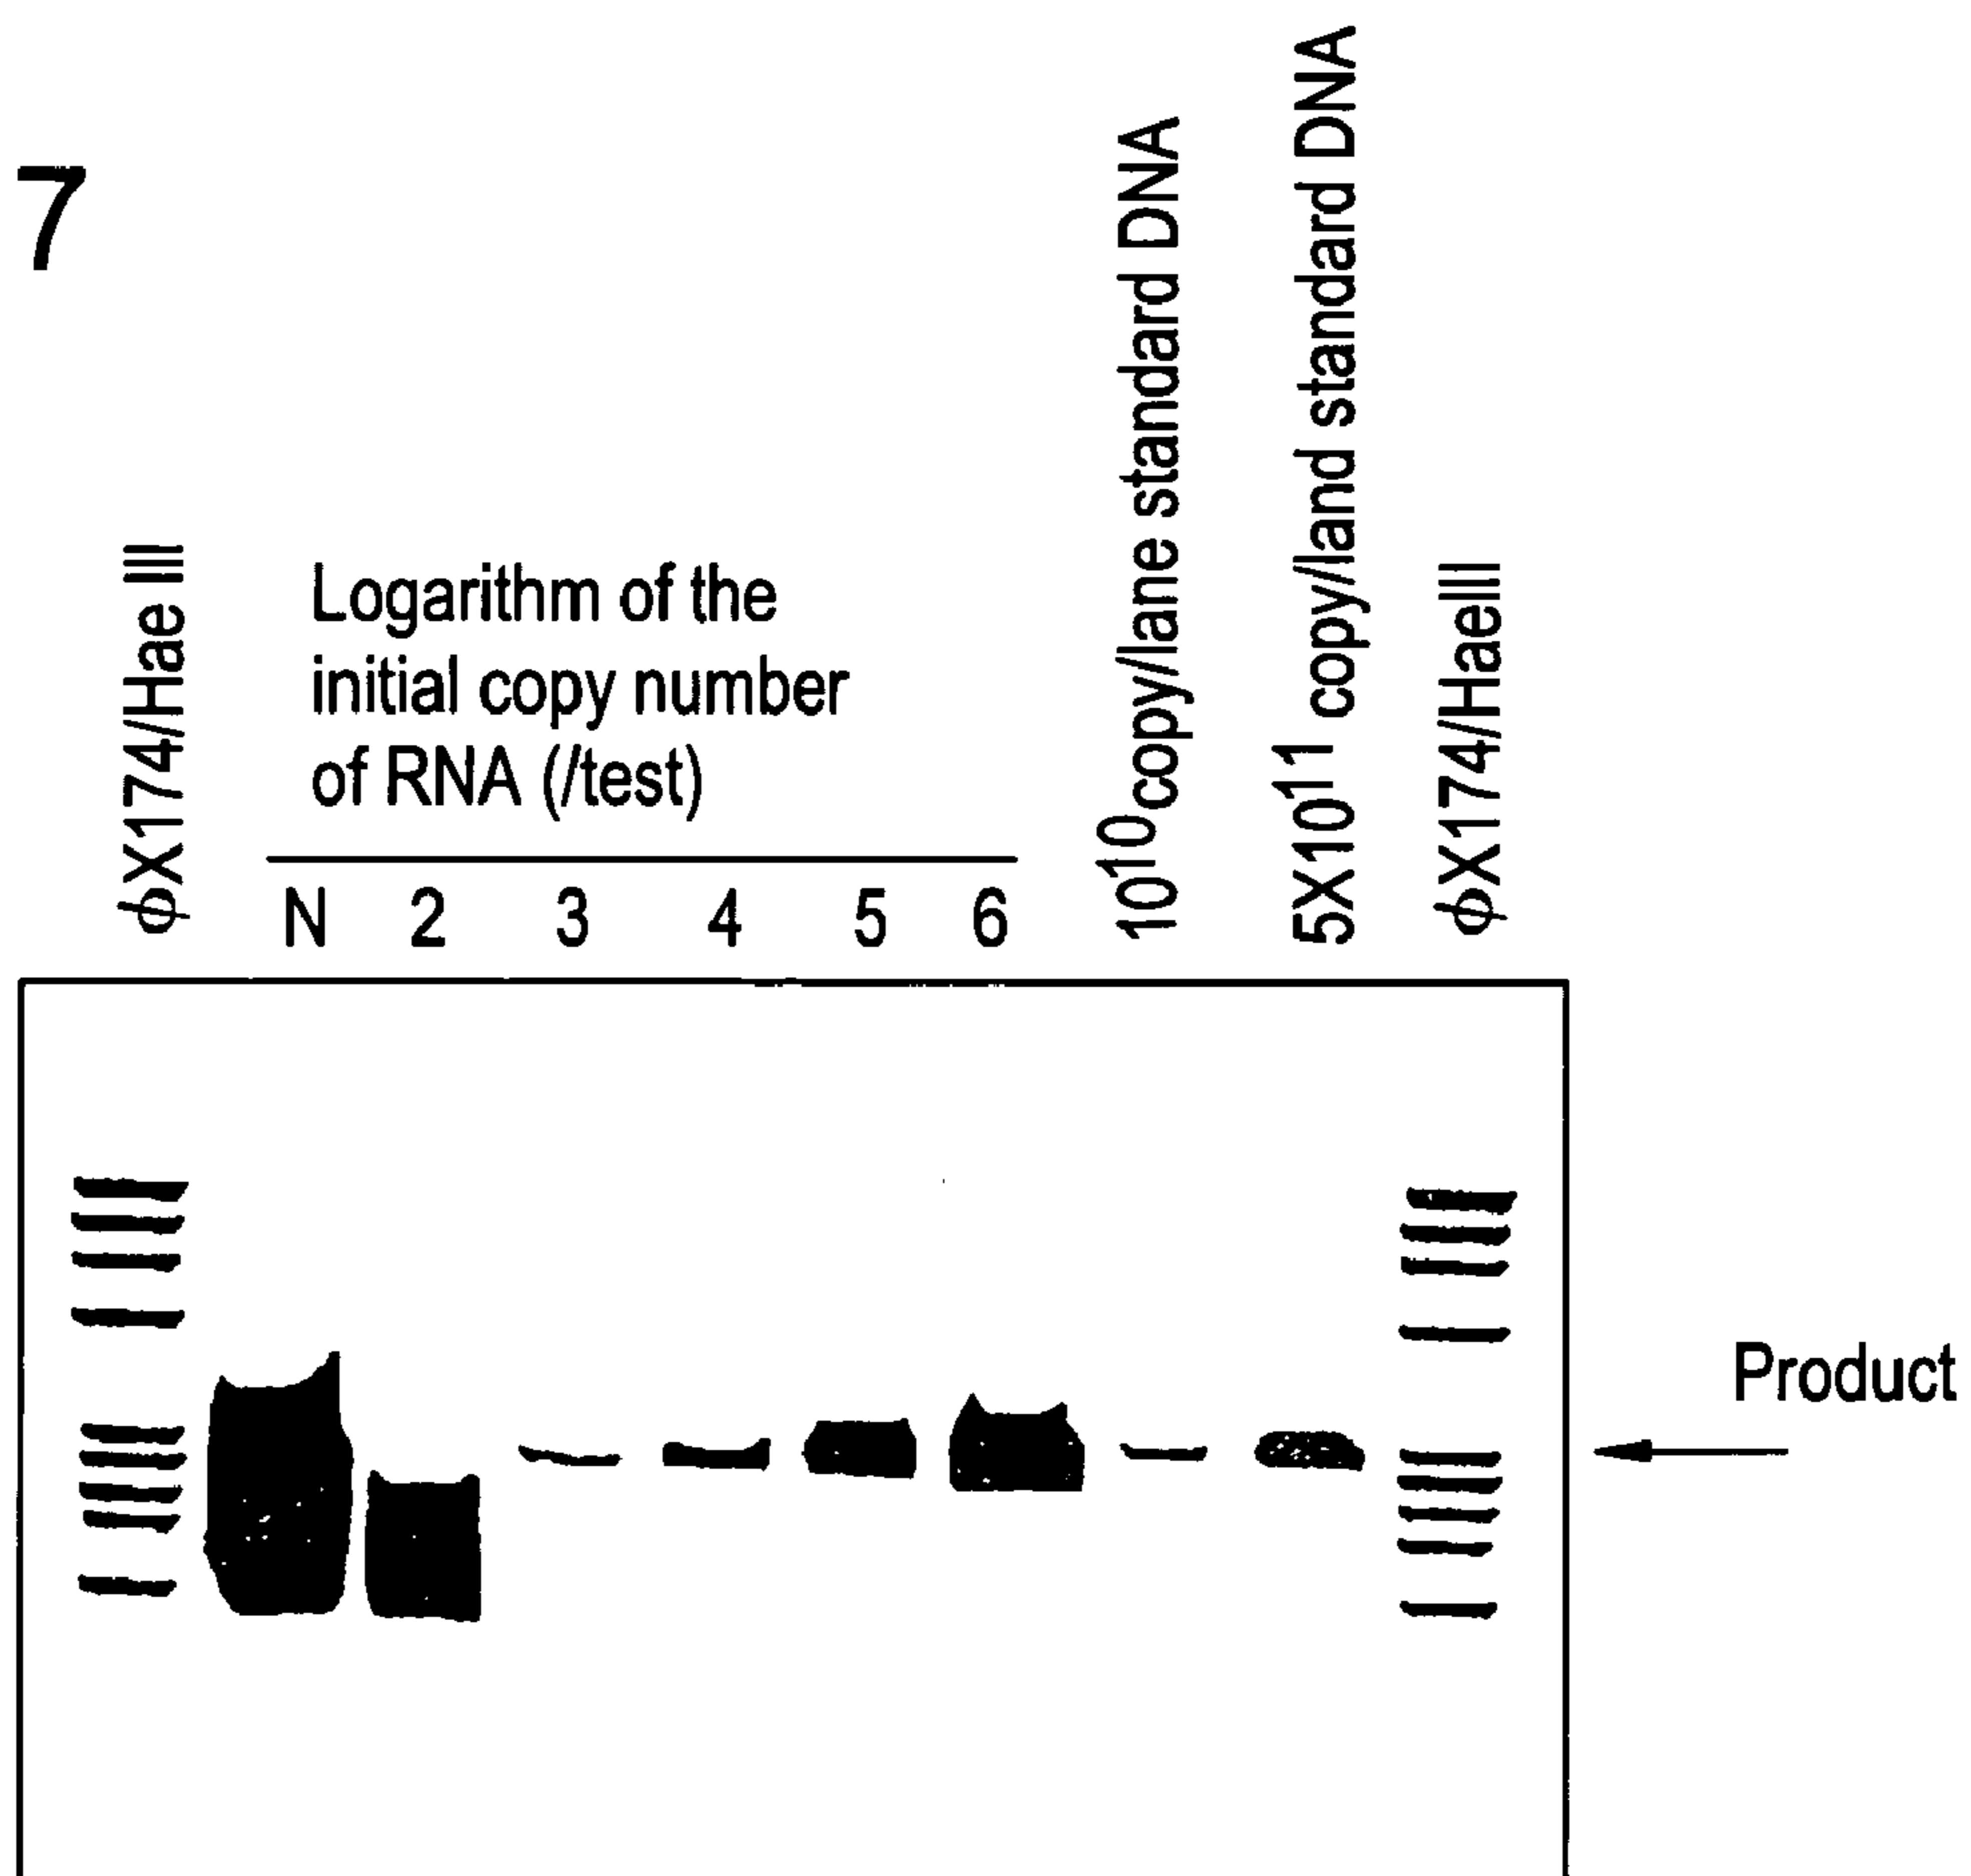 7
φX174/Hae III
Logarithm of the
initial copy number
of RNA (/test)
N 2 3 4 5 6
10¹⁰copy/lane standard DNA
5X10¹¹ copy/land standard DNA
φX174/HaeIII
Product